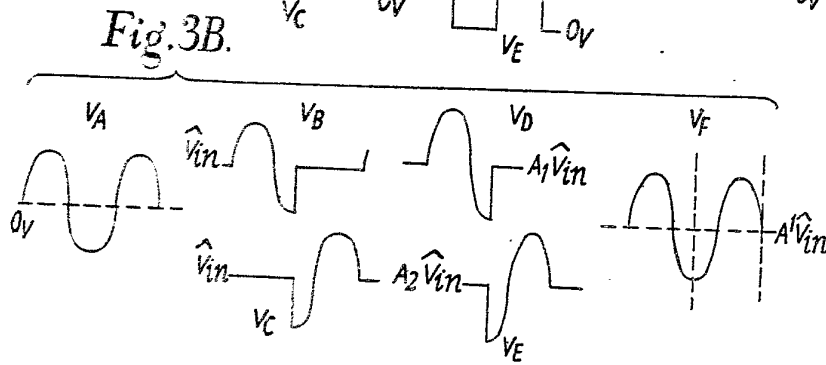 V_C 0V V_E 0V 0V
Fig. 3B.
V_A V_B V_D V_F
0V V̂in A₁V̂in A'V̂in
V̂in A₂V̂in
V_C V_E